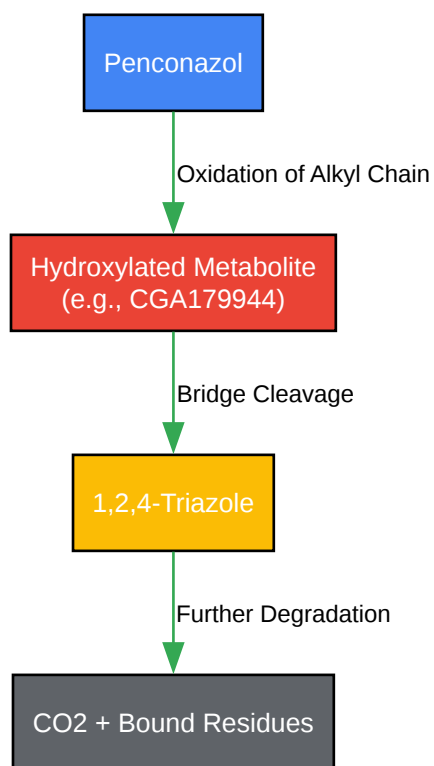 Penconazol
Oxidation of Alkyl Chain
Hydroxylated Metabolite
(e.g., CGA179944)
Bridge Cleavage
1,2,4-Triazole
Further Degradation
CO2 + Bound Residues